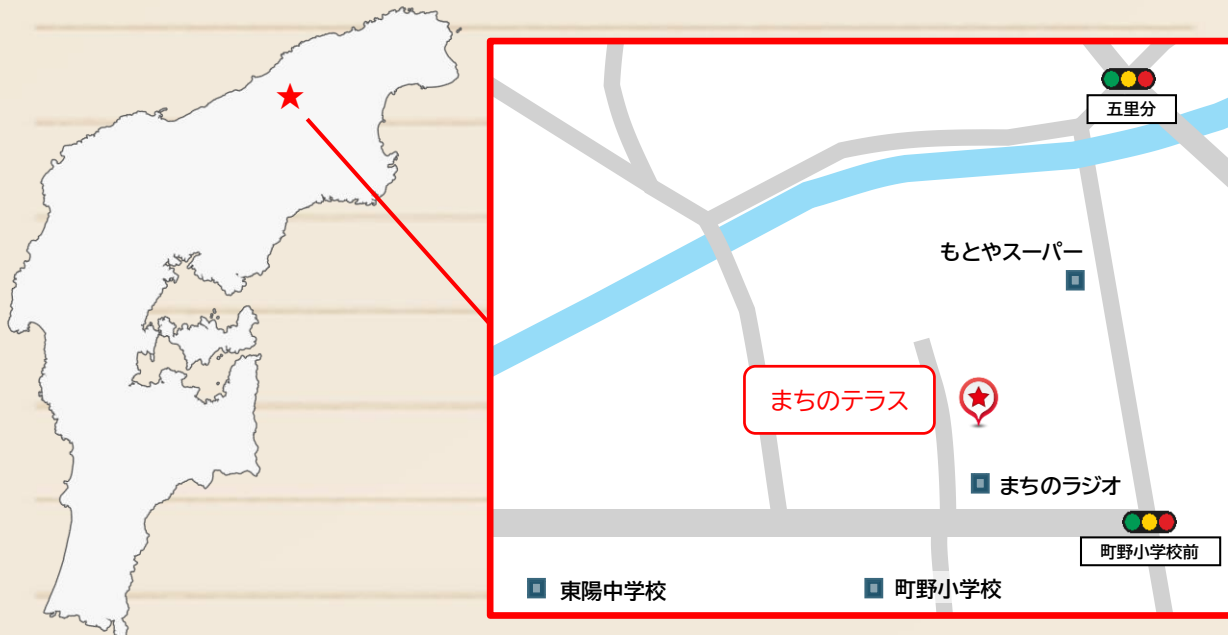 五里分
もとやスーパー
まちのテラス
まちのラジオ
町野小学校前
東陽中学校
町野小学校